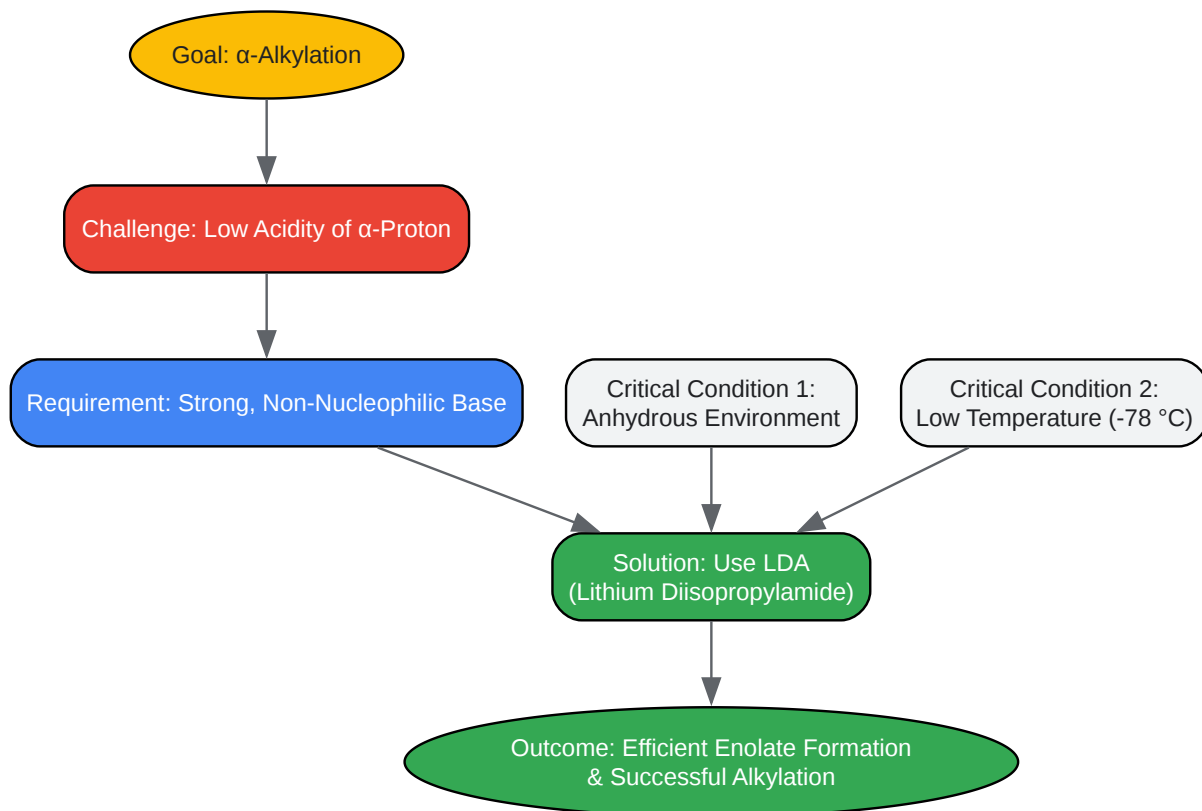 Goal: α-Alkylation
Challenge: Low Acidity of α-Proton
Requirement: Strong, Non-Nucleophilic Base
Critical Condition 1:
Anhydrous Environment
Critical Condition 2:
Low Temperature (-78 °C)
Solution: Use LDA
(Lithium Diisopropylamide)
Outcome: Efficient Enolate Formation
& Successful Alkylation